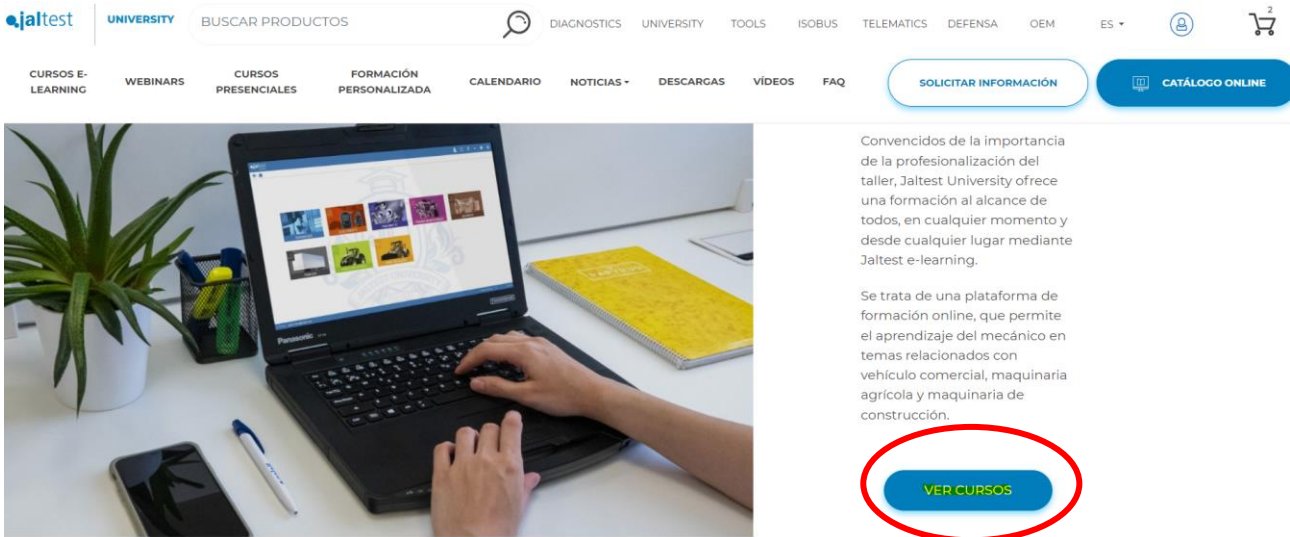 jaltest
UNIVERSITY
BUSCAR PRODUCTOS
DIAGNOSTICS
UNIVERSITY
TOOLS
ISOBUS
TELEMATICS
DEFENSA
OEM
ES
2
CURSOS E-
LEARNING
WEBINARS
CURSOS
PRESENCIALES
FORMACIÓN
PERSONALIZADA
CALENDARIO
NOTICIAS
DESCARGAS
VÍDEOS
FAQ
SOLICITAR INFORMACIÓN
CATÁLOGO ONLINE
Panasonic
Convencidos de la importancia
de la profesionalización del
taller, Jaltest University ofrece
una formación al alcance de
todos, en cualquier momento y
desde cualquier lugar mediante
Jaltest e-learning.
Se trata de una plataforma de
formación online, que permite
el aprendizaje del mecánico en
temas relacionados con
vehículo comercial, maquinaria
agrícola y maquinaria de
construcción.
VER CURSOS